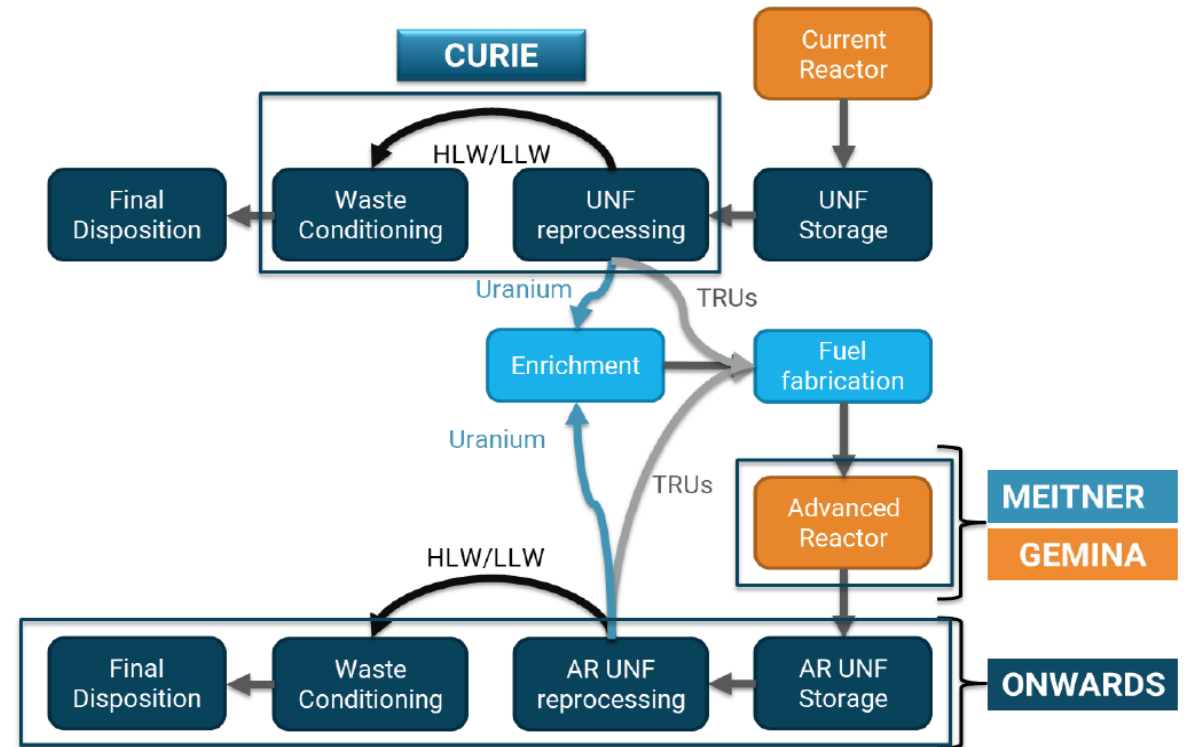 CURIE
Current
Reactor
HLW/LLW
Final
Disposition
Waste
Conditioning
UNF
reprocessing
UNF
Storage
Uranium
TRUs
Enrichment
Fuel
fabrication
Uranium
TRUs
Advanced
Reactor
MEITNER
GEMINA
HLW/LLW
Final
Disposition
Waste
Conditioning
AR UNF
reprocessing
AR UNF
Storage
ONWARDS